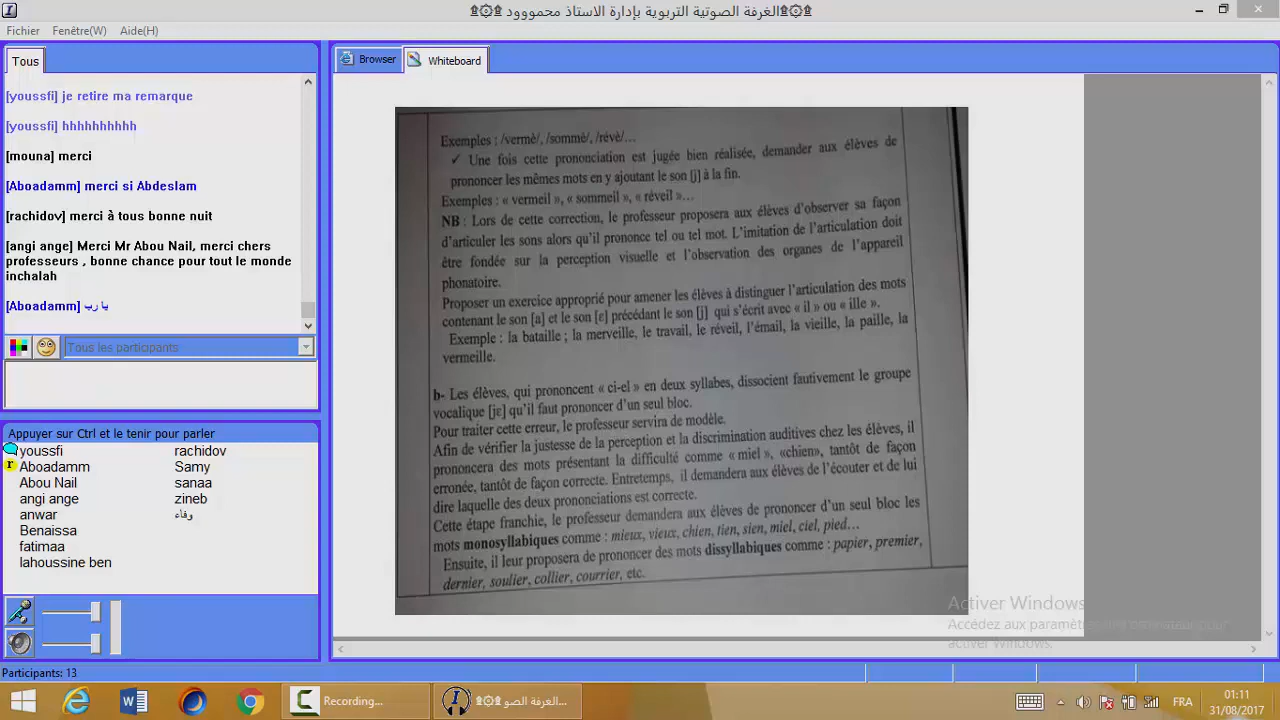 ۩۞۩الغرفة الصوتية التربوية بإدارة الاستاذ محمووود۩۞۩
Fichier Fenêtre(W) Aide(H)
Tous
[youssfi] je retire ma remarque
[youssfi] hhhhhhhhhh
[mouna] merci
[Aboadamm] merci si Abdeslam
[rachidov] merci à tous bonne nuit
[angi ange] Merci Mr Abou Nail, merci chers
professeurs , bonne chance pour tout le monde
inchalah
[Aboadamm] يا رب
Tous les participants
Appuyer sur Ctrl et le tenir pour parler
youssfi
Aboadamm
Abou Nail
angi ange
anwar
Benaissa
fatimaa
lahoussine ben
rachidov
Samy
sanaa
zineb
وفاء
Browser Whiteboard
Exemples : /vermè/, /sommè/, /révè/…
✓ Une fois cette prononciation est jugée bien réalisée, demander aux élèves de
prononcer les mêmes mots en y ajoutant le son [j] à la fin.
Exemples : « vermeil », « sommeil », « réveil »…
NB : Lors de cette correction, le professeur proposera aux élèves d'observer sa façon
d'articuler les sons alors qu'il prononce tel ou tel mot. L'imitation de l'articulation doit
être fondée sur la perception visuelle et l'observation des organes de l'appareil
phonatoire.
Proposer un exercice approprié pour amener les élèves à distinguer l'articulation des mots
contenant le son [a] et le son [ɛ] précédant le son [j] qui s'écrit avec « il » ou « ille ».
Exemple : la bataille ; la merveille, le travail, le réveil, l'émail, la vieille, la paille, la
vermeille.
b- Les élèves, qui prononcent « ci-el » en deux syllabes, dissocient fautivement le groupe
vocalique [jɛ] qu'il faut prononcer d'un seul bloc.
Pour traiter cette erreur, le professeur servira de modèle.
Afin de vérifier la justesse de la perception et la discrimination auditives chez les élèves, il
prononcera des mots présentant la difficulté comme « miel », «chien», tantôt de façon
erronée, tantôt de façon correcte. Entretemps, il demandera aux élèves de l'écouter et de lui
dire laquelle des deux prononciations est correcte.
Cette étape franchie, le professeur demandera aux élèves de prononcer d'un seul bloc les
mots monosyllabiques comme : mieux, vieux, chien, tien, sien, miel, ciel, pied…
Ensuite, il leur proposera de prononcer des mots dissyllabiques comme : papier, premier,
dernier, soulier, collier, courrier, etc.
Activer Windows
Accédez aux paramètres de l'ordinateur pour
activer Windows.
Participants: 13
Recording...
...الغرفة الصو ۩۞۩
FRA
01:11
31/08/2017